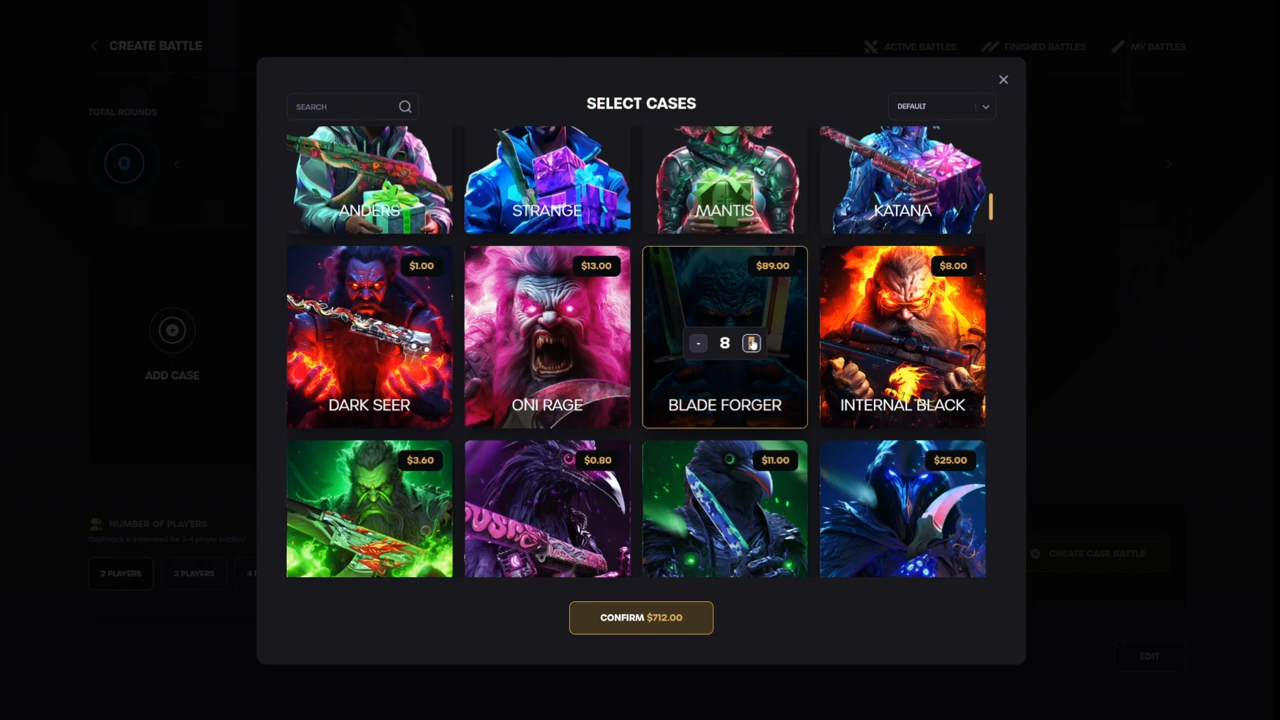 CREATE BATTLE
ACTIVE BATTLES
FINISHED BATTLES
MY BATTLES
SEARCH
SELECT CASES
DEFAULT
TOTAL ROUNDS
0
ANDERS
STRANGE
MANTIS
KATANA
$1.00
$13.00
$89.00
$8.00
- 8
ADD CASE
DARK SEER
ONI RAGE
BLADE FORGER
INTERNAL BLACK
$3.60
$0.80
$11.00
$25.00
NUMBER OF PLAYERS
2 PLAYERS
3 PLAYERS
CREATE CASE BATTLE
CONFIRM $712.00
EDIT